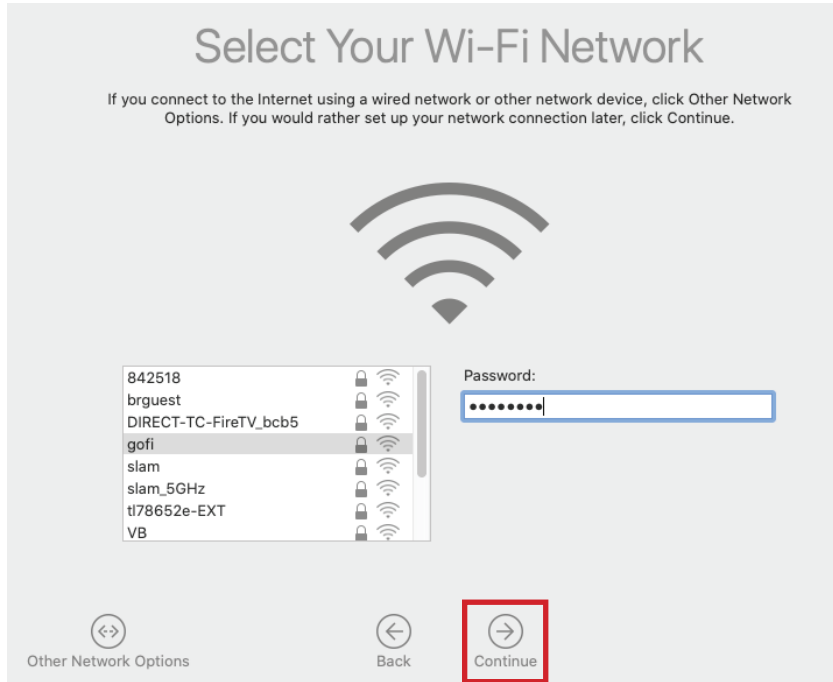 Select Your Wi-Fi Network
If you connect to the Internet using a wired network or other network device, click Other Network
Options. If you would rather set up your network connection later, click Continue.
842518
brguest
DIRECT-TC-FireTV_bcb5
gofi
slam
slam_5GHz
tl78652e-EXT
VB
Password:
••••••••
Other Network Options
Back
Continue